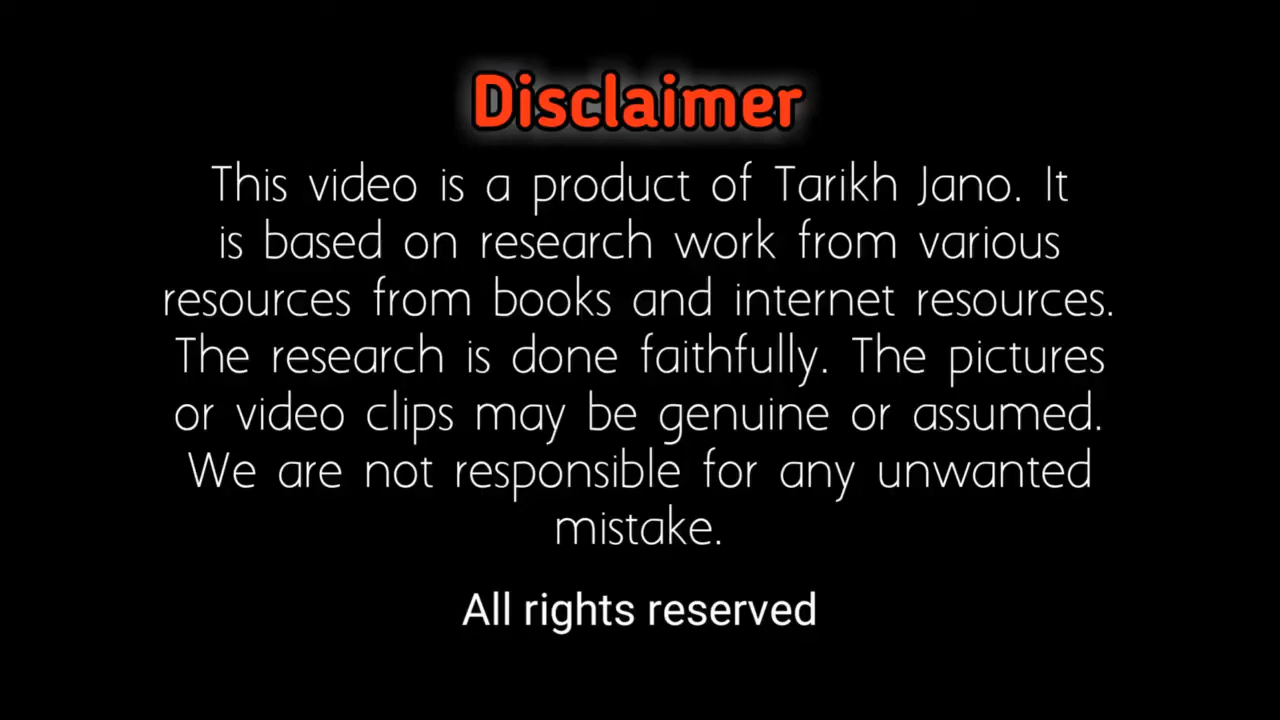 Disclaimer
This video is a product of Tarikh Jano. It
is based on research work from various
resources from books and internet resources.
The research is done faithfully. The pictures
or video clips may be genuine or assumed.
We are not responsible for any unwanted
mistake.
All rights reserved